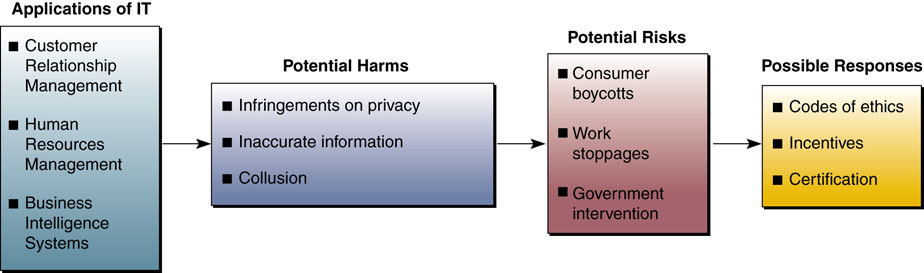 Applications of IT
Customer
Relationship
Management
Human
Resources
Management
Business
Intelligence
Systems
Potential Harms
Infringements on privacy
Inaccurate information
Collusion
Potential Risks
Consumer
boycotts
Work
stoppages
Government
intervention
Possible Responses
Codes of ethics
Incentives
Certification